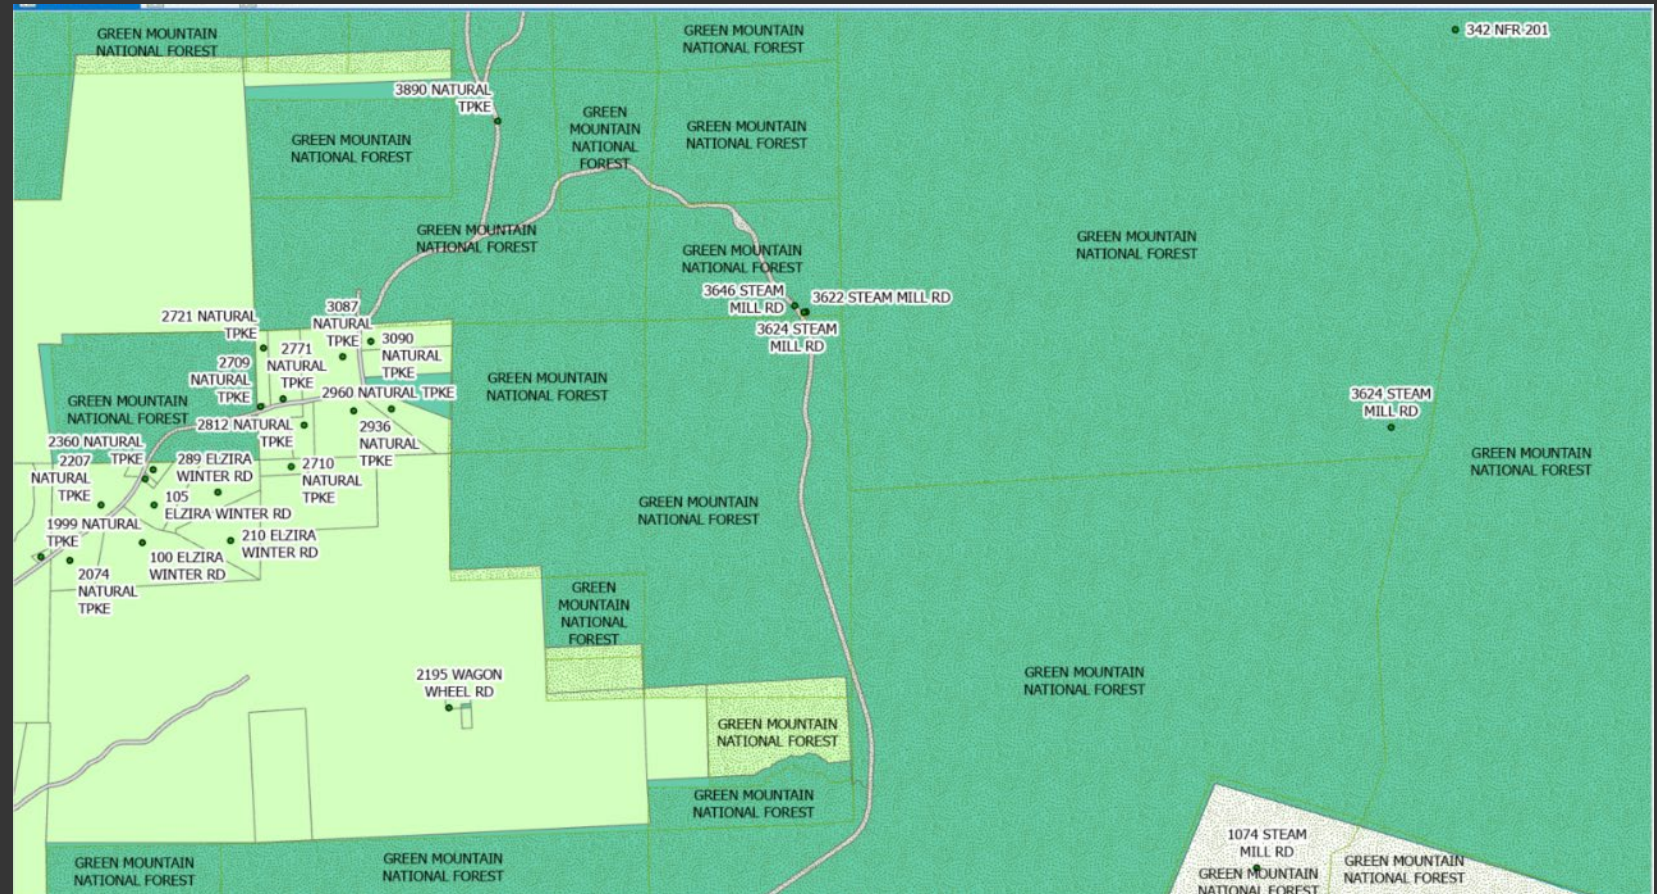 GREEN MOUNTAIN
NATIONAL FOREST
GREEN MOUNTAIN
NATIONAL FOREST
342 NFR 201
3890 NATURAL
TPKE
GREEN
MOUNTAIN
NATIONAL
FOREST
GREEN MOUNTAIN
NATIONAL FOREST
GREEN MOUNTAIN
NATIONAL FOREST
GREEN MOUNTAIN
NATIONAL FOREST
GREEN MOUNTAIN
NATIONAL FOREST
GREEN MOUNTAIN
NATIONAL FOREST
3646 STEAM
MILL RD
3622 STEAM MILL RD
3624 STEAM
MILL RD
2721 NATURAL
TPKE
3087
NATURAL
TPKE
3090
NATURAL
TPKE
2771
NATURAL
TPKE
2709
NATURAL
TPKE
2960 NATURAL TPKE
GREEN MOUNTAIN
NATIONAL FOREST
GREEN MOUNTAIN
NATIONAL FOREST
3624 STEAM
MILL RD
2812 NATURAL
TPKE
2936
NATURAL
TPKE
2360 NATURAL
TPKE
2207
NATURAL
TPKE
289 ELZIRA
WINTER RD
2710
NATURAL
TPKE
GREEN MOUNTAIN
NATIONAL FOREST
105
ELZIRA WINTER RD
GREEN MOUNTAIN
NATIONAL FOREST
1999 NATURAL
TPKE
210 ELZIRA
WINTER RD
100 ELZIRA
WINTER RD
2074
NATURAL
TPKE
GREEN
MOUNTAIN
NATIONAL
FOREST
2195 WAGON
WHEEL RD
GREEN MOUNTAIN
NATIONAL FOREST
GREEN MOUNTAIN
NATIONAL FOREST
GREEN MOUNTAIN
NATIONAL FOREST
1074 STEAM
MILL RD
GREEN MOUNTAIN
NATIONAL FOREST
GREEN MOUNTAIN
NATIONAL FOREST
GREEN MOUNTAIN
NATIONAL FOREST
GREEN MOUNTAIN
NATIONAL FOREST